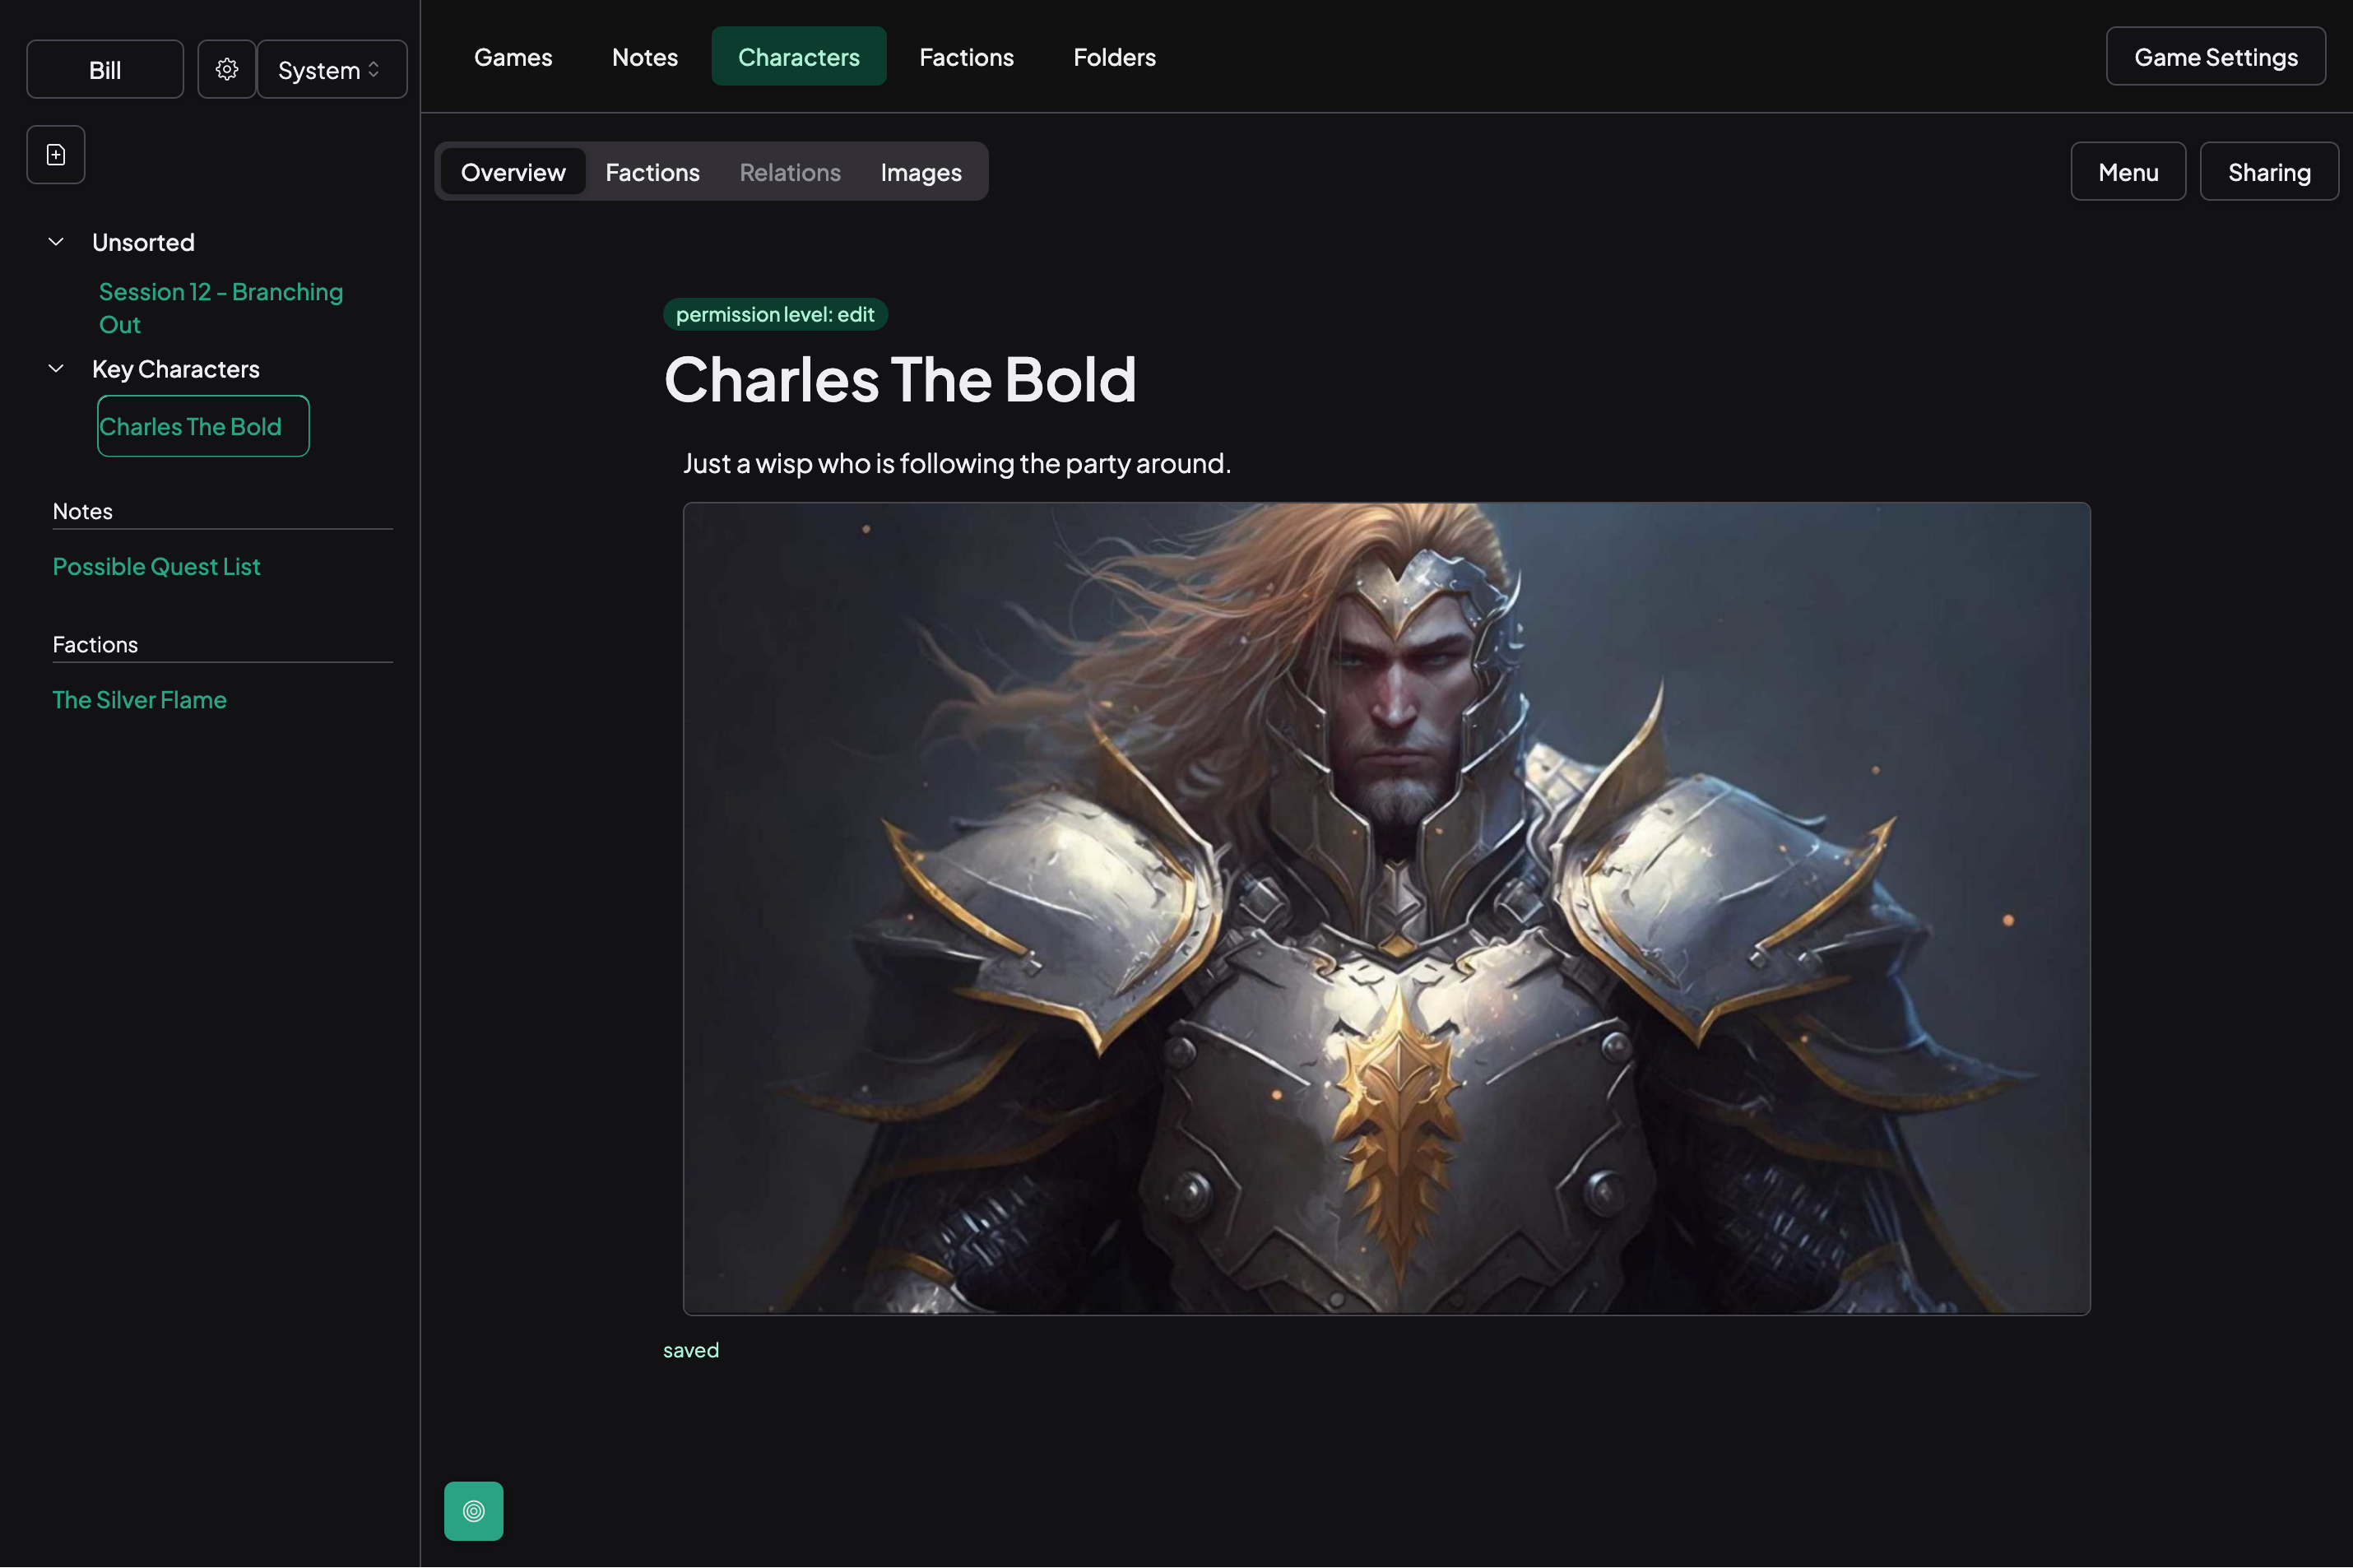 Bill
System
Games
Notes
Characters
Factions
Folders
Game Settings
Overview
Factions
Relations
Images
Menu
Sharing
Unsorted
Session 12 - Branching
Out
Key Characters
Charles The Bold
Notes
Possible Quest List
Factions
The Silver Flame
permission level: edit
Charles The Bold
Just a wisp who is following the party around.
saved